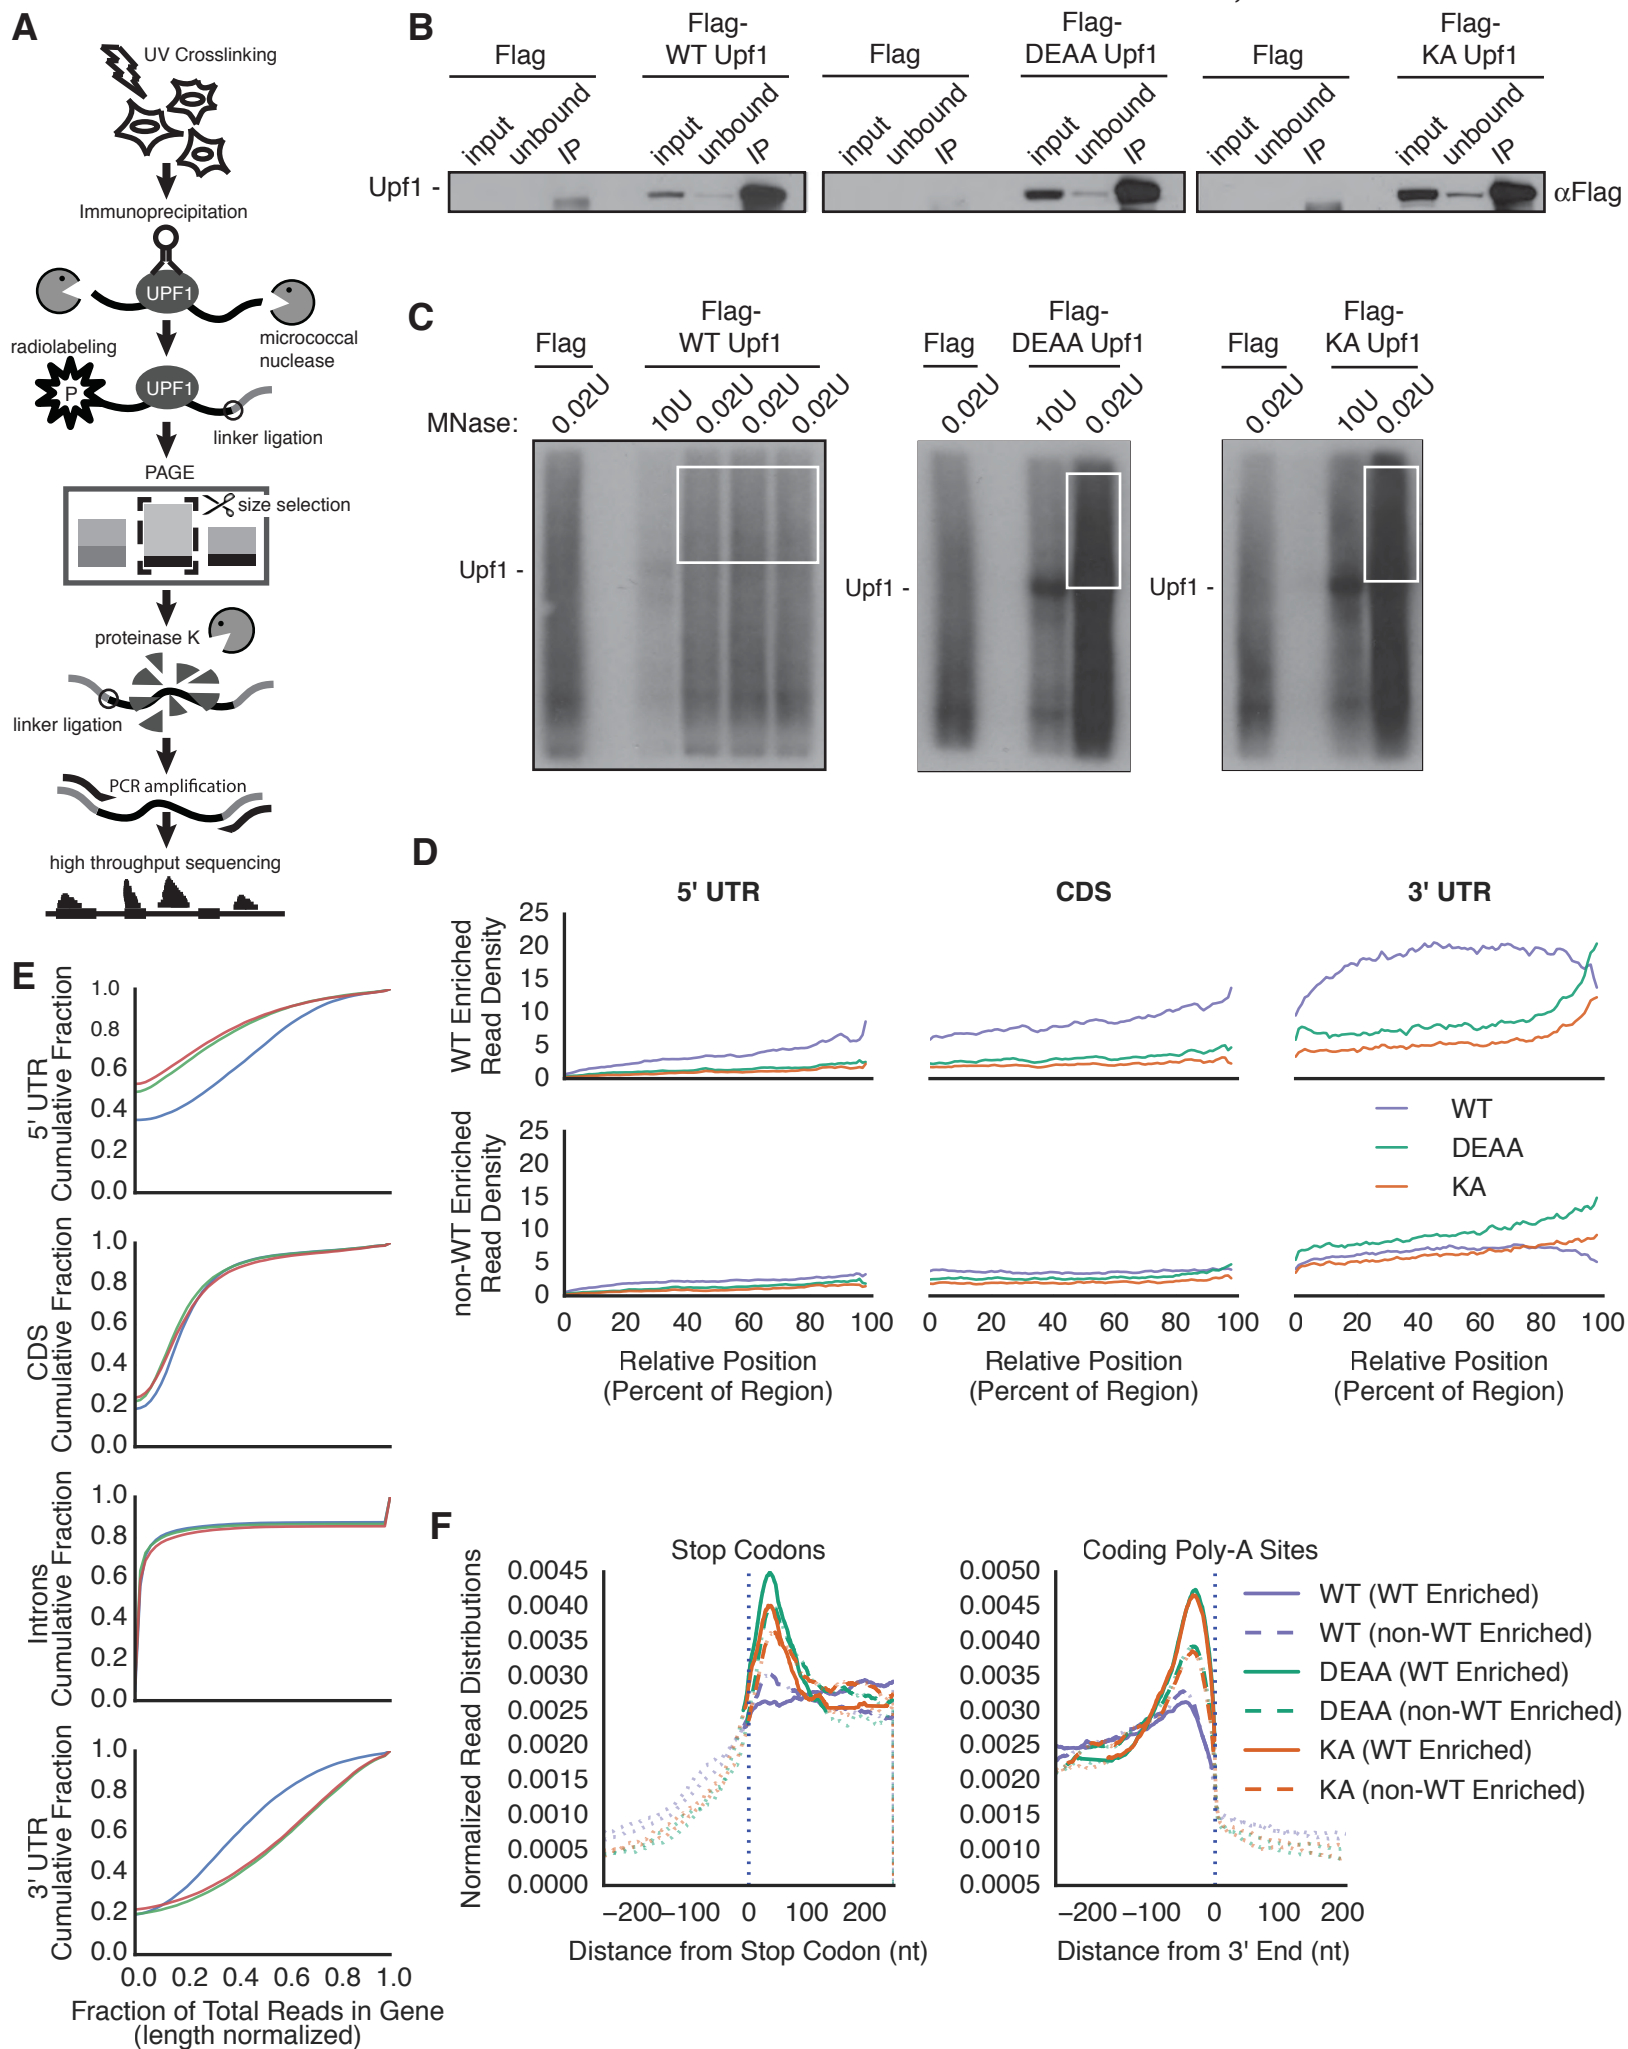 A
UV Crosslinking
Immunoprecipitation
UPF1
micrococcal
nuclease
radiolabeling
P
UPF1
linker ligation
PAGE
size selection
proteinase K
linker ligation
PCR amplification
high throughput sequencing
B
Flag
Flag-
WT Upf1
Flag
Flag-
DEAA Upf1
Flag
Flag-
KA Upf1
input
unbound
IP
input
unbound
IP
input
unbound
IP
input
unbound
IP
input
unbound
IP
input
unbound
IP
Upf1 -
αFlag
C
Flag
Flag-
WT Upf1
Flag
Flag-
DEAA Upf1
Flag
Flag-
KA Upf1
MNase:
0.02U
10U
0.02U
0.02U
0.02U
0.02U
10U
0.02U
0.02U
10U
0.02U
Upf1 -
Upf1 -
Upf1 -
D
5' UTR
CDS
3' UTR
WT Enriched
Read Density
25
20
15
10
5
0
WT
DEAA
KA
non-WT Enriched
Read Density
25
20
15
10
5
0
0 20 40 60 80 100
0 20 40 60 80 100
0 20 40 60 80 100
Relative Position
(Percent of Region)
Relative Position
(Percent of Region)
Relative Position
(Percent of Region)
E
5' UTR
Cumulative Fraction
1.0
0.8
0.6
0.4
0.2
0.0
CDS
Cumulative Fraction
1.0
0.8
0.6
0.4
0.2
0.0
Introns
Cumulative Fraction
1.0
0.8
0.6
0.4
0.2
0.0
3' UTR
Cumulative Fraction
1.0
0.8
0.6
0.4
0.2
0.0
0.0 0.2 0.4 0.6 0.8 1.0
Fraction of Total Reads in Gene
(length normalized)
F
Normalized Read Distributions
Stop Codons
0.0045
0.0040
0.0035
0.0030
0.0025
0.0020
0.0015
0.0010
0.0005
0.0000
−200 −100 0 100 200
Distance from Stop Codon (nt)
Coding Poly-A Sites
0.0050
0.0045
0.0040
0.0035
0.0030
0.0025
0.0020
0.0015
0.0010
0.0005
−200 −100 0 100 200
Distance from 3' End (nt)
WT (WT Enriched)
WT (non-WT Enriched)
DEAA (WT Enriched)
DEAA (non-WT Enriched)
KA (WT Enriched)
KA (non-WT Enriched)